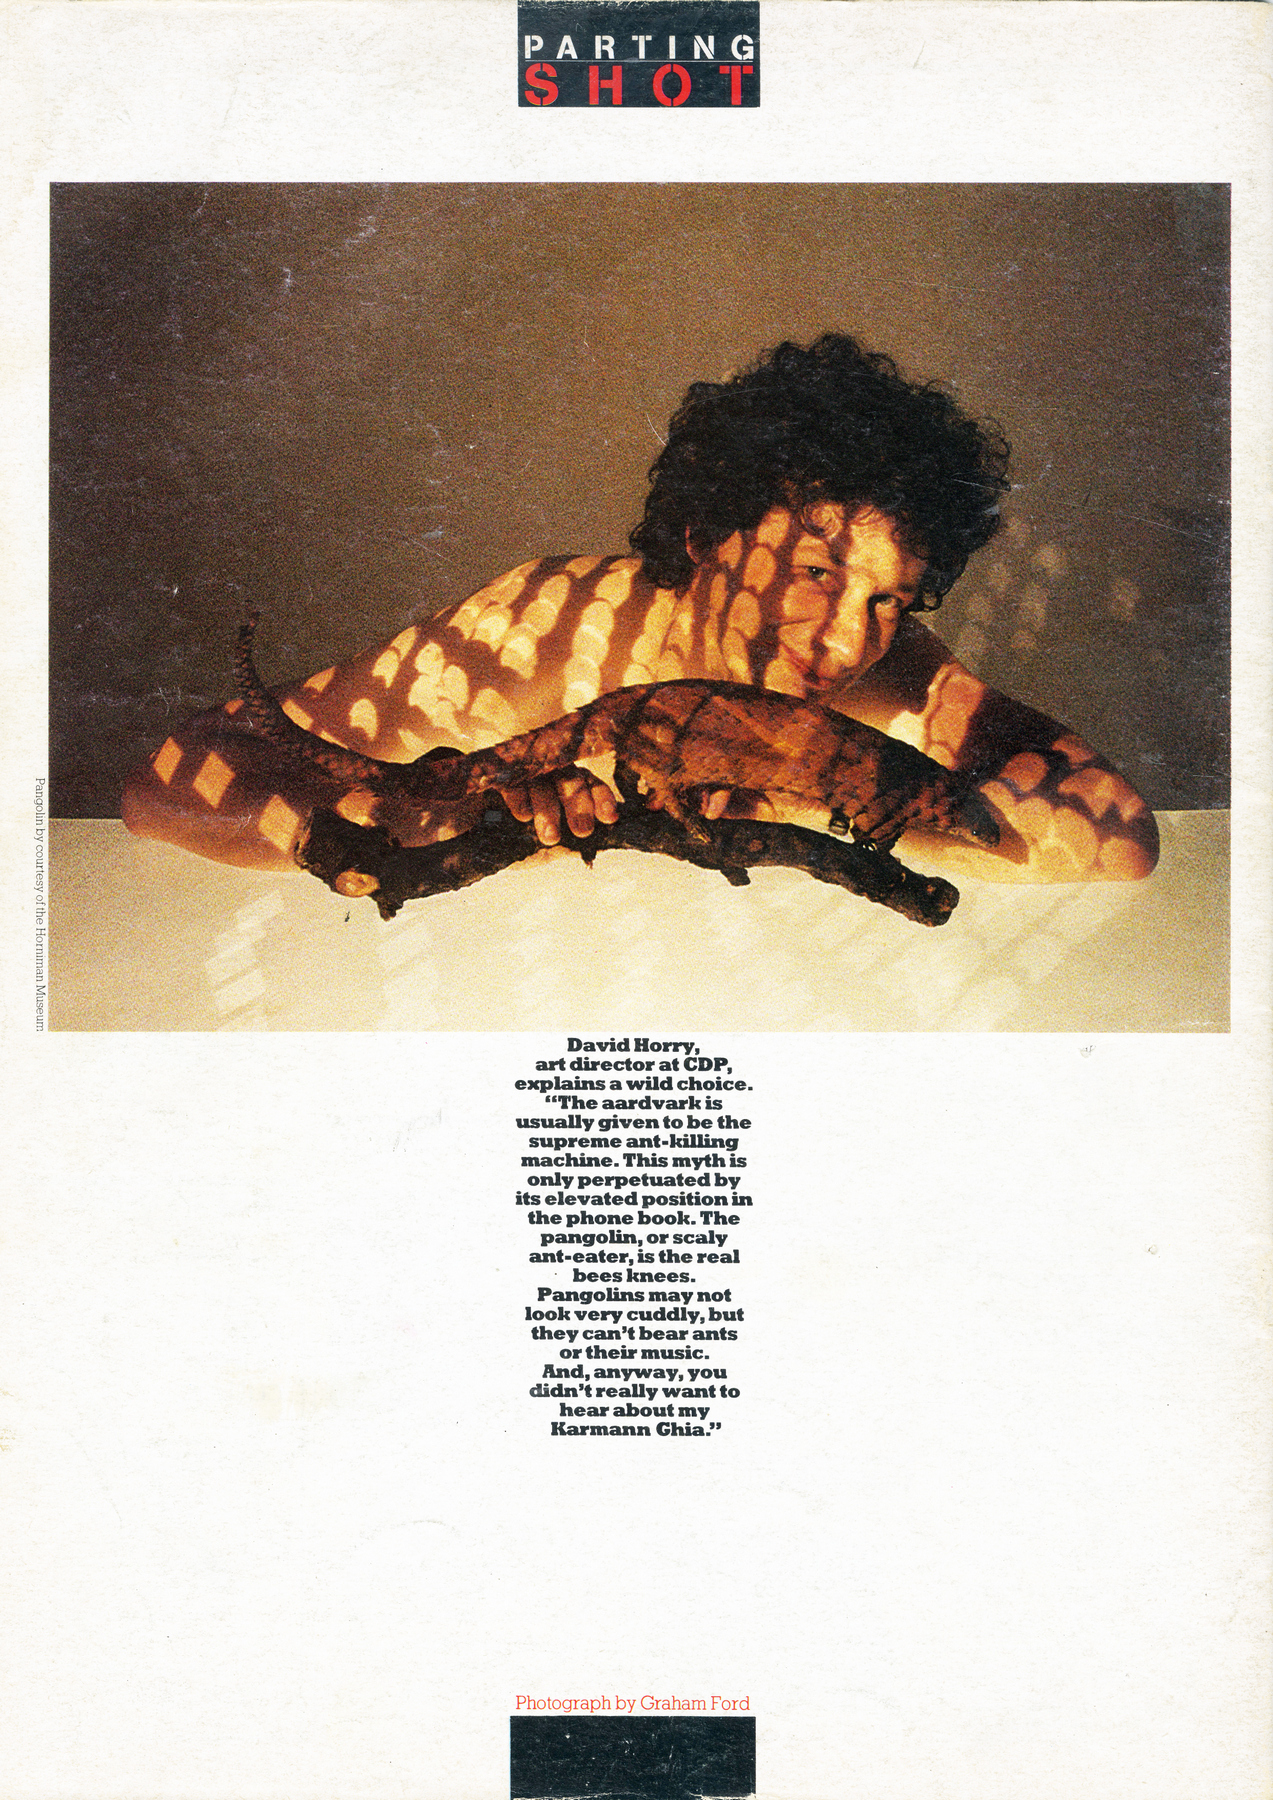 PARTING
SHOT
Pangolin by courtesy of the Horniman Museum
David Horry,
art director at CDP,
explains a wild choice.
“The aardvark is
usually given to be the
supreme ant-killing
machine. This myth is
only perpetuated by
its elevated position in
the phone book. The
pangolin, or scaly
ant-eater, is the real
bees knees.
Pangolins may not
look very cuddly, but
they can’t bear ants
or their music.
And, anyway, you
didn’t really want to
hear about my
Karmann Ghia.”
Photograph by Graham Ford